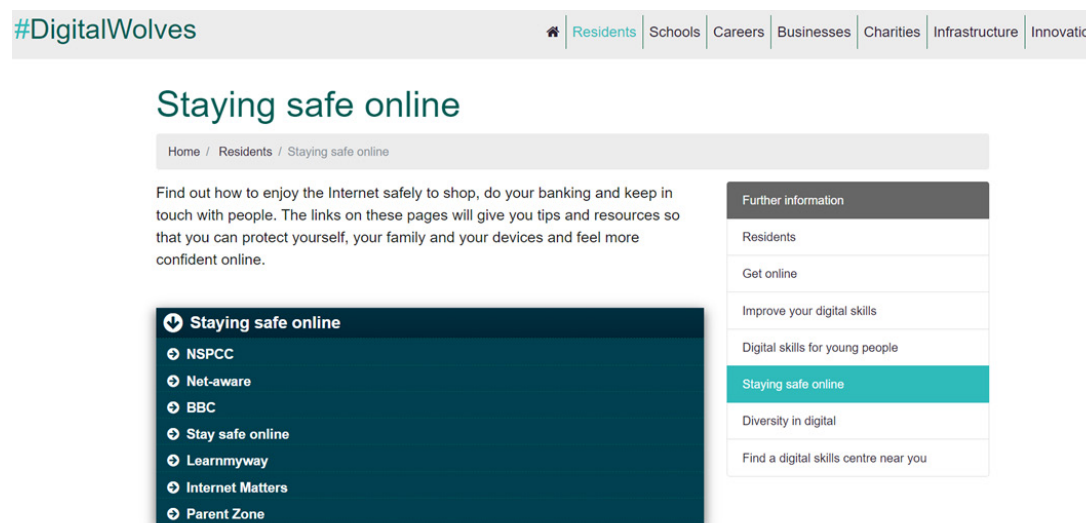 #DigitalWolves
Residents Schools Careers Businesses Charities Infrastructure
Staying safe online
Home / Residents / Staying safe online
Find out how to enjoy the Internet safely to shop, do your banking and keep in
touch with people. The links on these pages will give you tips and resources so
that you can protect yourself, your family and your devices and feel more
confident online.
Staying safe online
NSPCC
Net-aware
BBC
Stay safe online
Learnmyway
Internet Matters
Parent Zone
Further information
Residents
Get online
Improve your digital skills
Digital skills for young people
Staying safe online
Diversity in digital
Find a digital skills centre near you